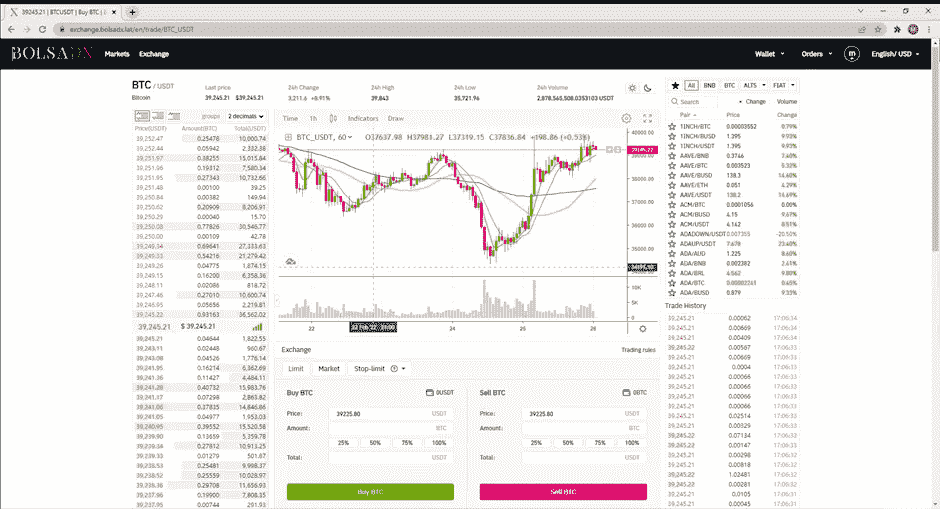 39245.21 | BTCUSDT | Buy BTC |
exchange.bolsadx.lat/en/trade/BTC_USDT
BOLSADX Markets Exchange Wallet Orders m English/ USD
BTC / USDT
Bitcoin
Last price
39,245.21 $39,245.21
24h Change
3,211.6 +8.91%
24h High
39,843
24h Low
35,721.96
24h Volume
2,878,565,508.0353103 USDT
groups 2 decimals
Price(USDT) Amount(BTC) Total(USDT)
39,252.47 0.25478 10,000.74
39,252.44 0.05942 2,332.38
39,251.97 0.38255 15,015.84
39,251.96 0.19312 7,580.34
39,251.95 0.27343 10,732.66
39,251.48 0.00100 39.25
39,250.84 0.00382 149.94
39,250.62 0.20909 8,206.91
39,250.29 0.00040 15.70
39,250.08 0.77826 30,546.77
39,250.00 0.00109 42.78
39,249.34 0.69641 27,333.63
39,249.33 0.54216 21,279.42
39,249.26 0.04775 1,874.15
39,249.15 0.16200 6,358.36
39,248.11 0.02086 818.72
39,247.46 0.27010 10,600.74
39,246.95 0.05656 2,219.81
39,245.22 0.93163 36,562.02
39,245.21 $ 39,245.21
39,245.21 0.04644 1,822.55
39,243.11 0.02448 960.67
39,243.08 0.04526 1,776.14
39,241.95 0.16214 6,362.69
39,241.36 0.11427 4,484.11
39,241.28 0.40732 15,983.76
39,241.17 0.07298 2,863.82
39,241.06 0.37835 14,846.86
39,241.05 0.04977 1,953.03
39,240.95 0.39552 15,520.58
39,239.90 0.13659 5,359.78
39,239.34 0.27812 10,913.25
39,239.00 0.01279 501.87
39,238.53 0.25481 9,998.37
39,238.52 0.25559 10,028.97
39,238.36 0.29708 11,656.93
39,237.96 0.19900 7,808.35
39,237.95 0.00744 291.93
Time 1h Indicators Draw
BTC_USDT, 60 O37637.98 H37981.27 L37319.15 C37836.84 +198.86 (+0.53%)
40000.00
39245.22
39000.00
38000.00
37000.00
36000.00
35000.00
10K
5K
0
22 24 25 26
Exchange Trading rules
Limit Market Stop-limit
Buy BTC 0USDT
Price: 39225.80 USDT
Amount: BTC
25% 50% 75% 100%
Total: USDT
Buy BTC
Sell BTC 0BTC
Price: 39225.80 USDT
Amount: BTC
25% 50% 75% 100%
Total: USDT
Sell BTC
All BNB BTC ALTS FIAT
Search Change Volume
Pair Price Change
1INCH/BTC 0.00003552 0.79%
1INCH/BUSD 1.395 9.93%
1INCH/USDT 1.395 9.93%
AAVE/BNB 0.3746 7.40%
AAVE/BTC 0.003523 5.23%
AAVE/BUSD 138.3 14.60%
AAVE/ETH 0.051 4.29%
AAVE/USDT 138.2 14.69%
ACM/BTC 0.0001056 0.00%
ACM/BUSD 4.15 9.67%
ACM/USDT 4.142 8.51%
ADADOWN/USDT 0.007355 20.50%
ADAUP/USDT 7.678 23.40%
ADA/AUD 1.225 8.60%
ADA/BNB 0.002382 2.61%
ADA/BRL 4.562 9.80%
ADA/BTC 0.00002241 0.45%
ADA/BUSD 0.879 9.33%
Trade History
39,245.21 0.00062 17:06:34
39,245.21 0.00069 17:06:34
39,245.21 0.00409 17:06:34
39,245.22 0.00567 17:06:33
39,245.22 0.00669 17:06:34
39,245.21 0.0004 17:06:33
39,245.21 0.00066 17:06:33
39,245.22 0.00066 17:06:33
39,245.22 0.00066 17:06:33
39,245.21 0.02514 17:06:33
39,245.21 0.00329 17:06:33
39,245.22 0.07134 17:06:32
39,245.22 0.00147 17:06:32
39,245.21 0.00298 17:06:32
39,245.22 0.00818 17:06:32
39,245.22 1.02481 17:06:32
39,245.22 0.00281 17:06:31
39,245.21 0.0105 17:06:31
39,245.21 0.00045 17:06:31